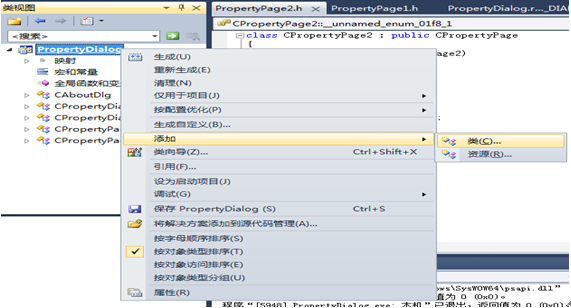 类视图
<搜索>
PropertyDialog
映射
宏和常量
全局函数和变
CAboutDlg
CPropertyDia
CPropertyDia
CPropertyPa
CPropertyPa
PropertyPage2.h
PropertyPage1.h
PropertyDialog.r..._DIA
CPropertyPage2::__unnamed_enum_01f8_1
class CPropertyPage2 : public CPropertyPage
{
yPage2)
生成(U)
重新生成(E)
清理(N)
仅用于项目(J)
按配置优化(P)
生成自定义(B)...
添加
类向导(Z)... Ctrl+Shift+X
引用(F)...
设为启动项目(J)
调试(G)
保存 PropertyDialog (S) Ctrl+S
将解决方案添加到源代码管理(A)...
按字母顺序排序(S)
按对象类型排序(T)
按对象访问排序(E)
按对象类型分组(U)
属性(R)
类(C)...
资源(R)...
ows\SysWOW64\psapi.dll"
值为 0 (0x0)。
程序“[5948] PropertyDialog.exe: 本机”已退出，返回值为 0 (0x0)。